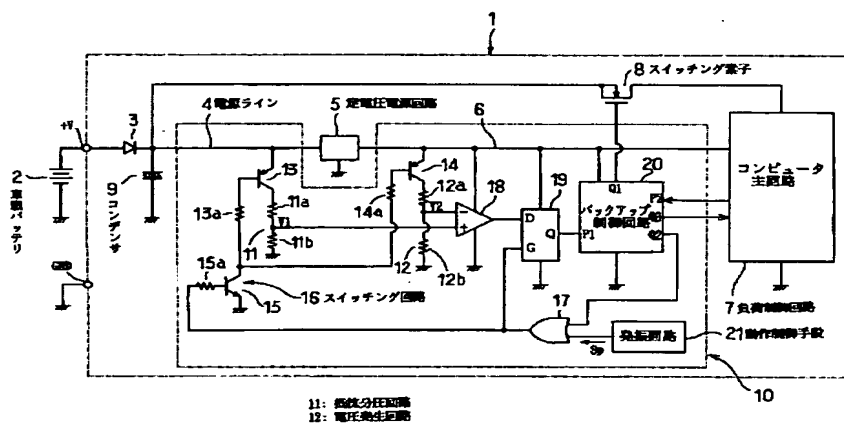 1
8 スイッチング素子
4 電源ライン
5 定電圧電源回路
6
+V
3
2 車載バッテリ
9 コンデンサ
GND
13
13a
11a
V1
11
11b
14
14a
12a
V2
12
12b
18
-
+
19
D
Q
G
20
Q1
バックアップ制御回路
P1
P2
Q3
Q2
コンピュータ主回路
7 負荷制御回路
15a
15
16 スイッチング回路
17
Sp
発振回路
21 動作制御手段
10
11: 抵抗分圧回路
12: 電圧発生回路